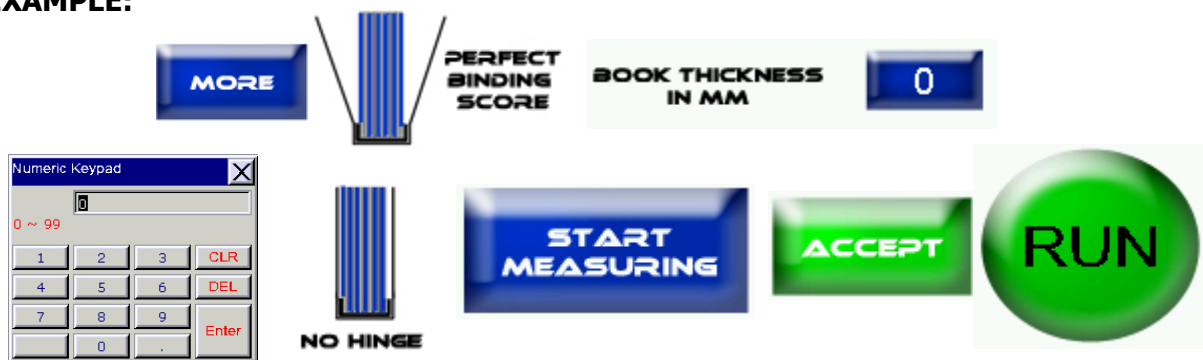 EXAMPLE:
MORE
PERFECT
BINDING
SCORE
BOOK THICKNESS
IN MM
0
Numeric Keypad
X
0
0 ~ 99
1 2 3 CLR
4 5 6 DEL
7 8 9 Enter
0 .
NO HINGE
START
MEASURING
ACCEPT
RUN